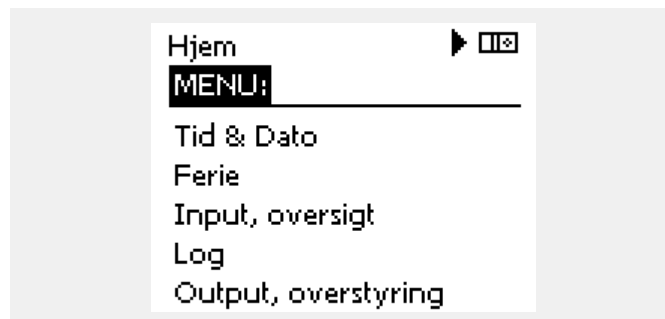 Hjem
MENU:
Tid & Dato
Ferie
Input, oversigt
Log
Output, overstyring